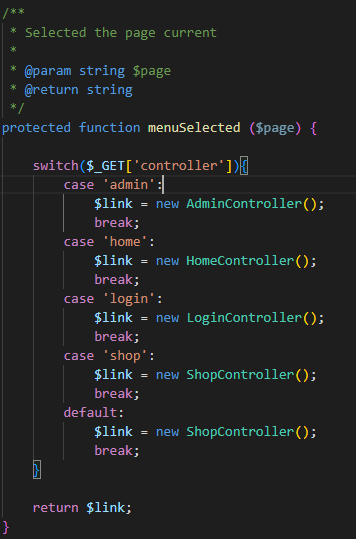 /**
 * Selected the page current
 *
 * @param string $page
 * @return string
 */
protected function menuSelected ($page) {
    switch($_GET['controller']){
        case 'admin':
            $link = new AdminController();
            break;
        case 'home':
            $link = new HomeController();
            break;
        case 'login':
            $link = new LoginController();
            break;
        case 'shop':
            $link = new ShopController();
            break;
        default:
            $link = new ShopController();
            break;
    }
    return $link;
}